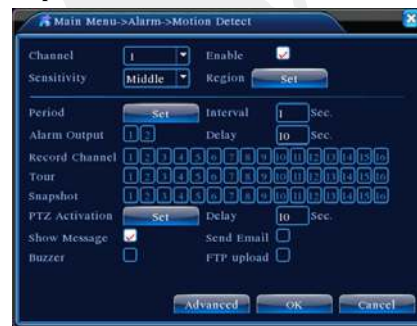 Main Menu->Alarm->Motion Detect
Channel 1 Enable
Sensitivity Middle Region Set
Period Set Interval 1 Sec.
Alarm Output 1 2 Delay 10 Sec.
Record Channel 1 2 3 4 5 6 7 8 9 10 11 12 13 14 15 16
Tour 1 2 3 4 5 6 7 8 9 10 11 12 13 14 15 16
Snapshot 1 2 3 4 5 6 7 8 9 10 11 12 13 14 15 16
PTZ Activation Set Delay 10 Sec.
Show Message Send Email
Buzzer FTP upload
Advanced OK Cancel